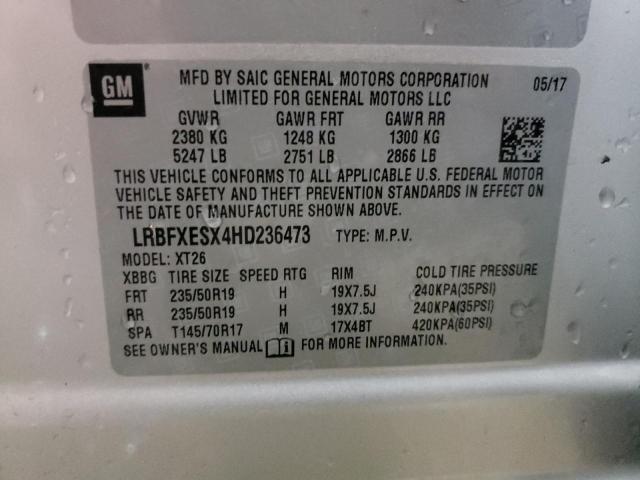 GM
MFD BY SAIC GENERAL MOTORS CORPORATION 05/17
LIMITED FOR GENERAL MOTORS LLC
GVWR GAWR FRT GAWR RR
2380 KG 1248 KG 1300 KG
5247 LB 2751 LB 2866 LB
THIS VEHICLE CONFORMS TO ALL APPLICABLE U.S. FEDERAL MOTOR
VEHICLE SAFETY AND THEFT PREVENTION STANDARDS IN EFFECT ON
THE DATE OF MANUFACTURE SHOWN ABOVE.
LRBFXESX4HD236473 TYPE: M.P.V.
MODEL: XT26
XBBG TIRE SIZE SPEED RTG RIM COLD TIRE PRESSURE
FRT 235/50R19 H 19X7.5J 240KPA(35PSI)
RR 235/50R19 H 19X7.5J 240KPA(35PSI)
SPA T145/70R17 M 17X4BT 420KPA(60PSI)
SEE OWNER'S MANUAL i FOR MORE INFORMATION.